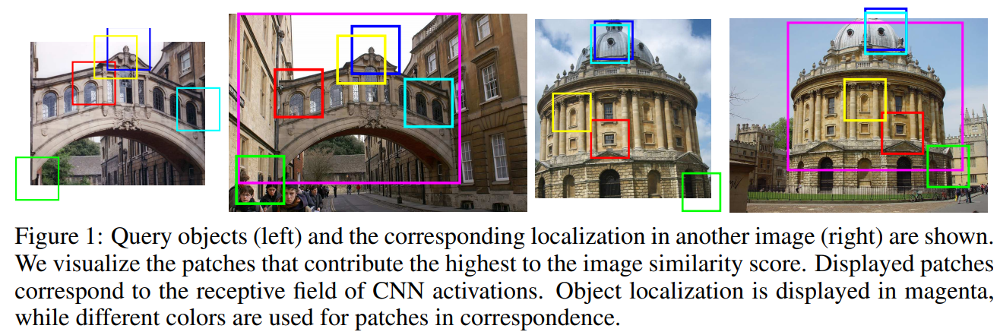 Figure 1: Query objects (left) and the corresponding localization in another image (right) are shown.
We visualize the patches that contribute the highest to the image similarity score. Displayed patches
correspond to the receptive field of CNN activations. Object localization is displayed in magenta,
while different colors are used for patches in correspondence.